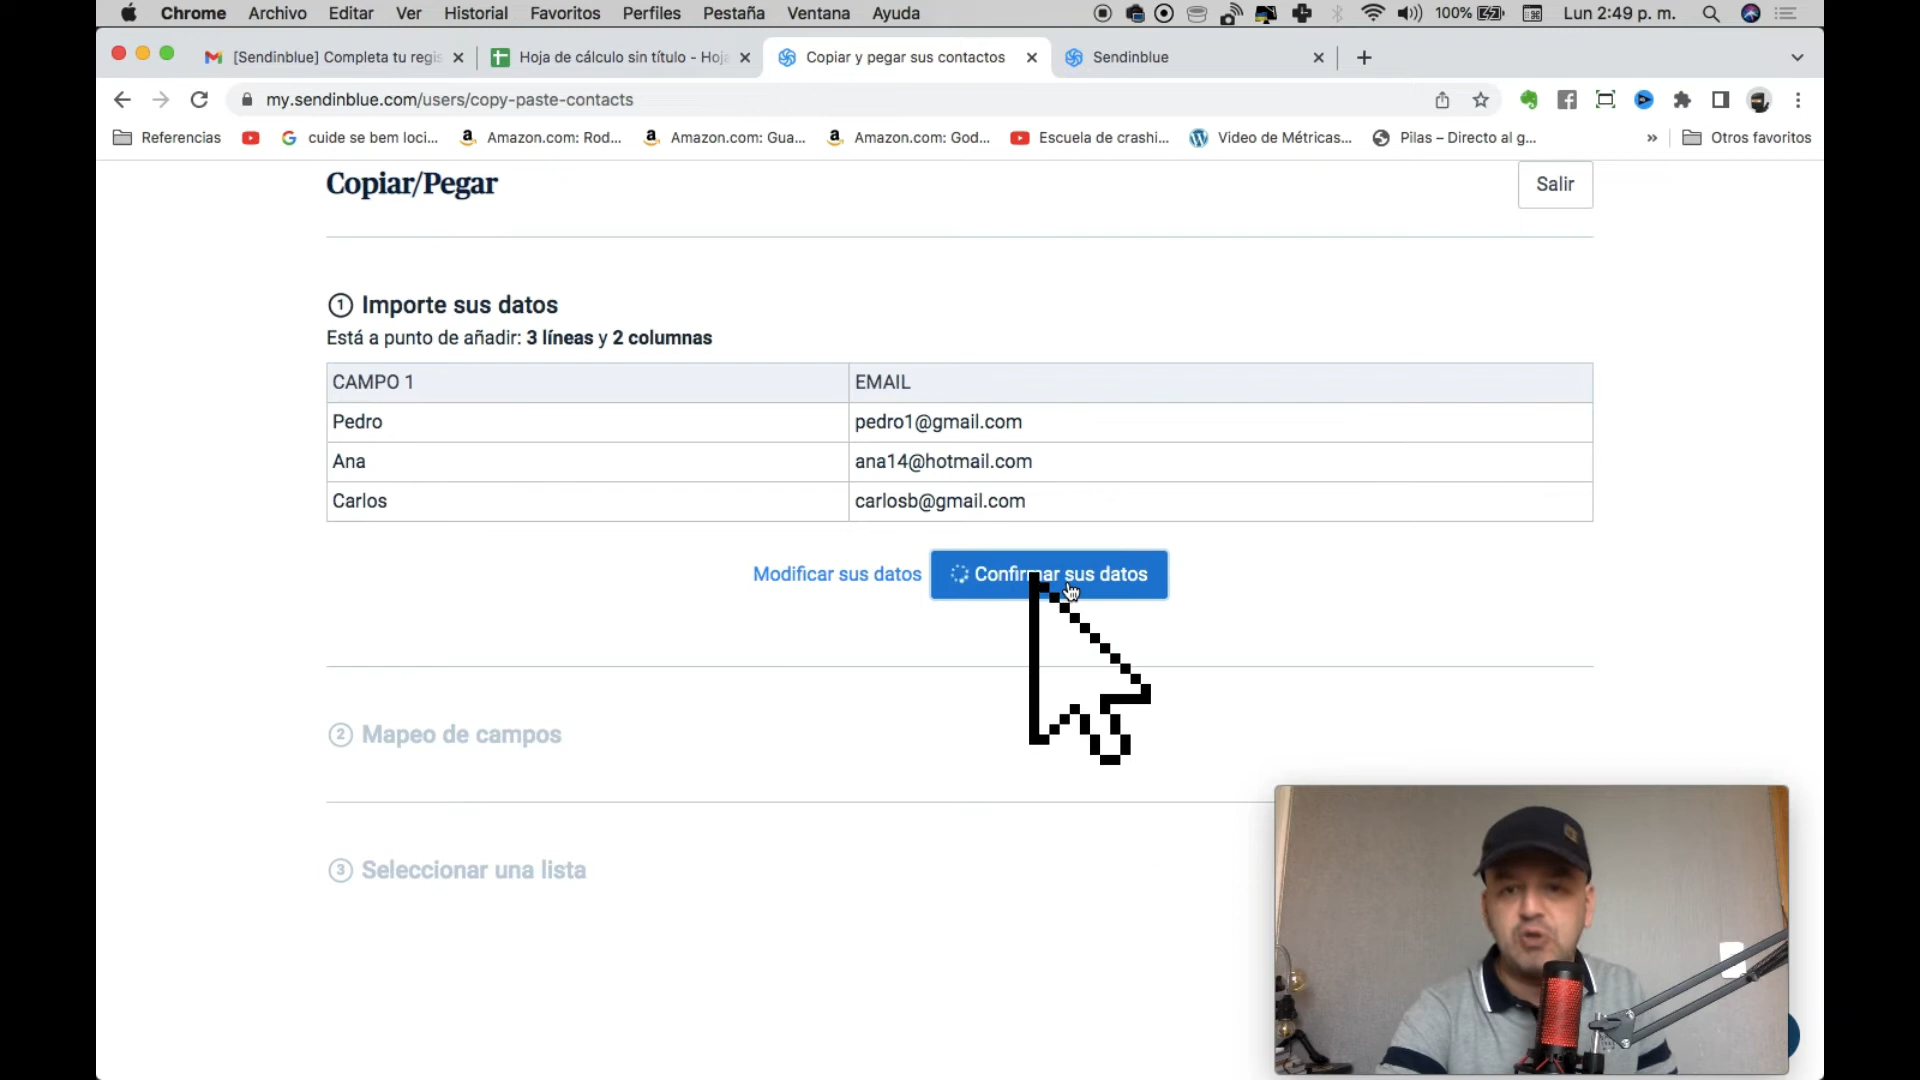 Chrome Archivo Editar Ver Historial Favoritos Perfiles Pestaña Ventana Ayuda 100% Lun 2:49 p. m.
[Sendinblue] Completa tu regis Hoja de cálculo sin título - Hoja Copiar y pegar sus contactos Sendinblue
my.sendinblue.com/users/copy-paste-contacts
Referencias cuide se bem loci... Amazon.com: Rod... Amazon.com: Gua... Amazon.com: God... Escuela de crashi... Video de Métricas... Pilas – Directo al g... » Otros favoritos
Copiar/Pegar Salir
1 Importe sus datos
Está a punto de añadir: 3 líneas y 2 columnas
CAMPO 1 EMAIL
Pedro pedro1@gmail.com
Ana ana14@hotmail.com
Carlos carlosb@gmail.com
Modificar sus datos Confirmar sus datos
2 Mapeo de campos
3 Seleccionar una lista